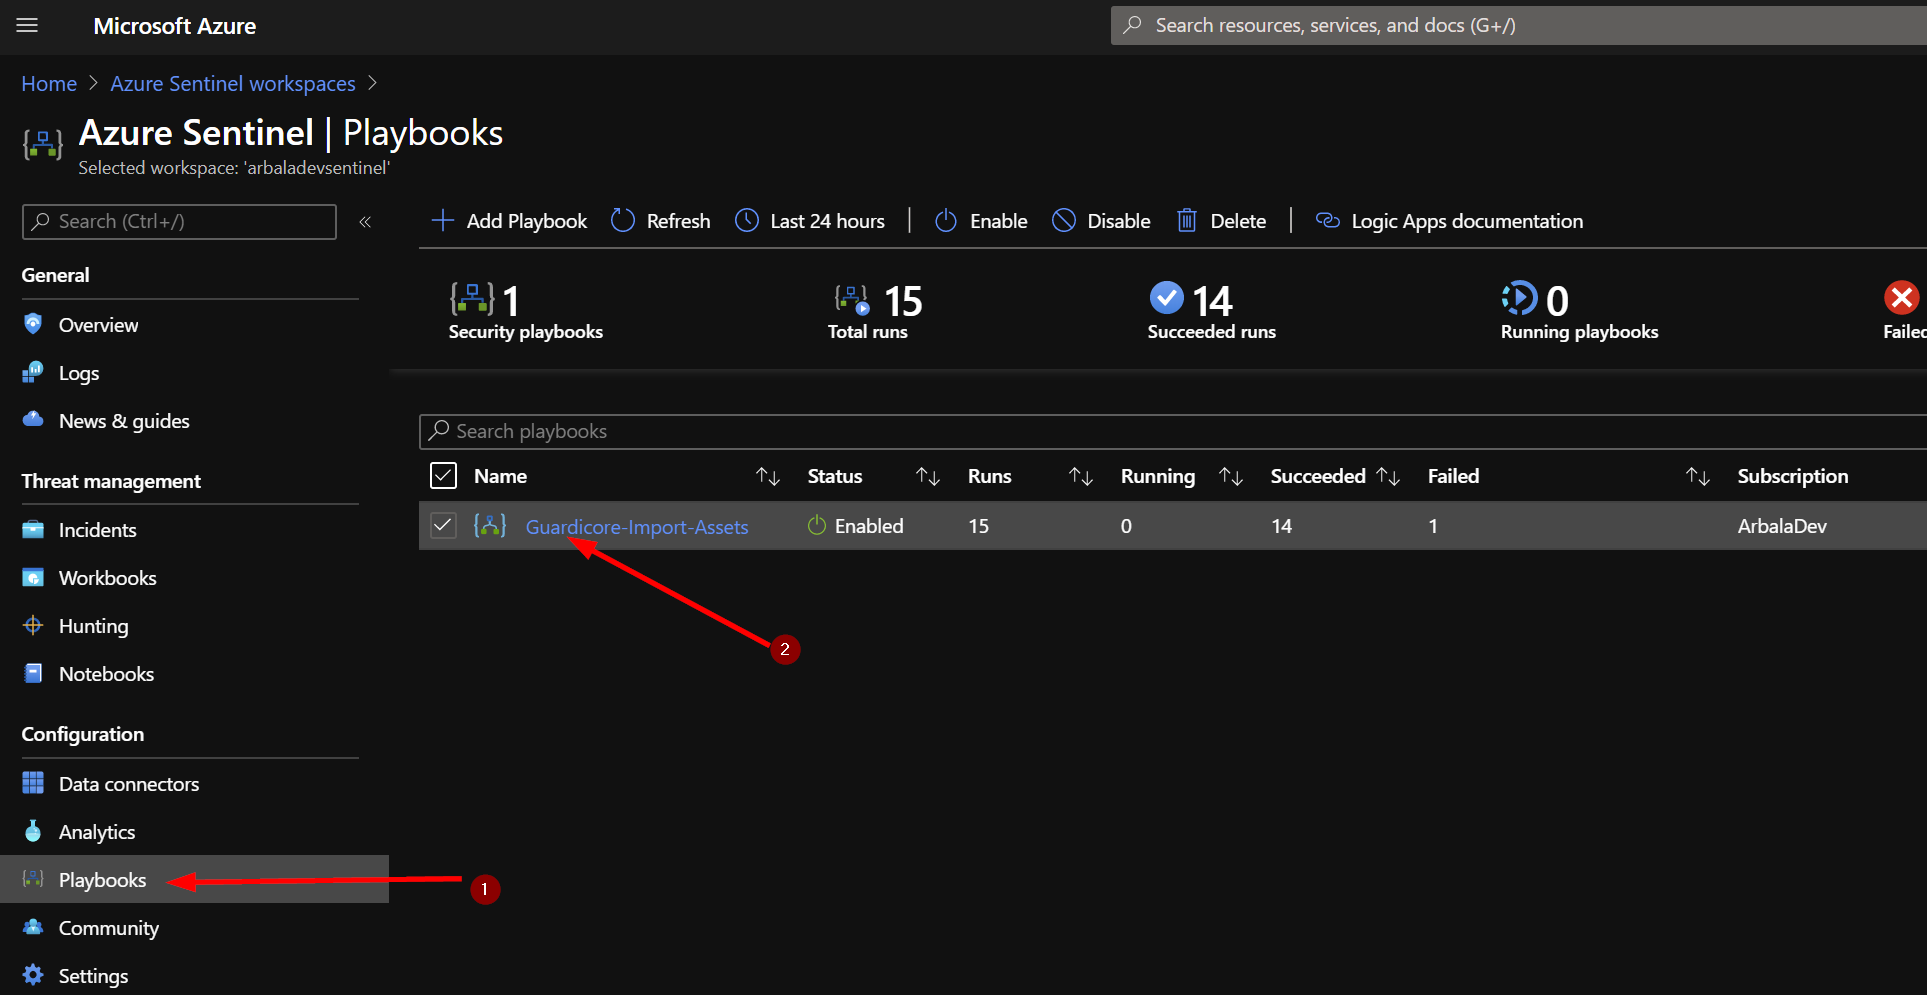 Microsoft Azure
Search resources, services, and docs (G+/)
Home > Azure Sentinel workspaces >
Azure Sentinel | Playbooks
Selected workspace: 'arbaladevsentinel'
Search (Ctrl+/)
«
Add Playbook Refresh Last 24 hours | Enable Disable Delete | Logic Apps documentation
General
Overview
Logs
News & guides
Threat management
Incidents
Workbooks
Hunting
Notebooks
Configuration
Data connectors
Analytics
Playbooks
Community
Settings
1
Security playbooks
15
Total runs
14
Succeeded runs
0
Running playbooks
Failed
Search playbooks
Name Status Runs Running Succeeded Failed Subscription
Guardicore-Import-Assets Enabled 15 0 14 1 ArbalaDev
2
1